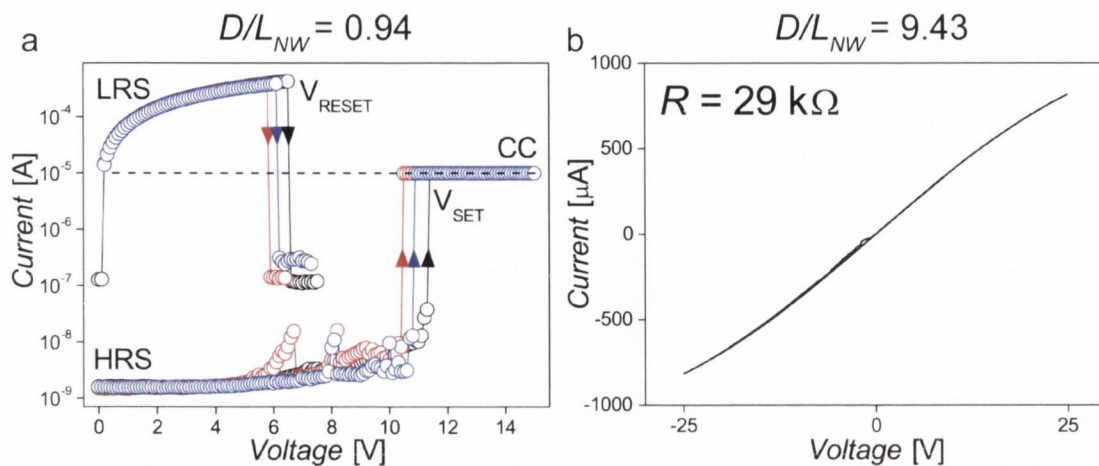 a
D/L_NW = 0.94
LRS
V_RESET
CC
V_SET
HRS
Current [A]
10^-4
10^-5
10^-6
10^-7
10^-8
10^-9
0 2 4 6 8 10 12 14
Voltage [V]
b
D/L_NW = 9.43
R = 29 kΩ
Current [µA]
1000
500
0
-500
-1000
-25 0 25
Voltage [V]